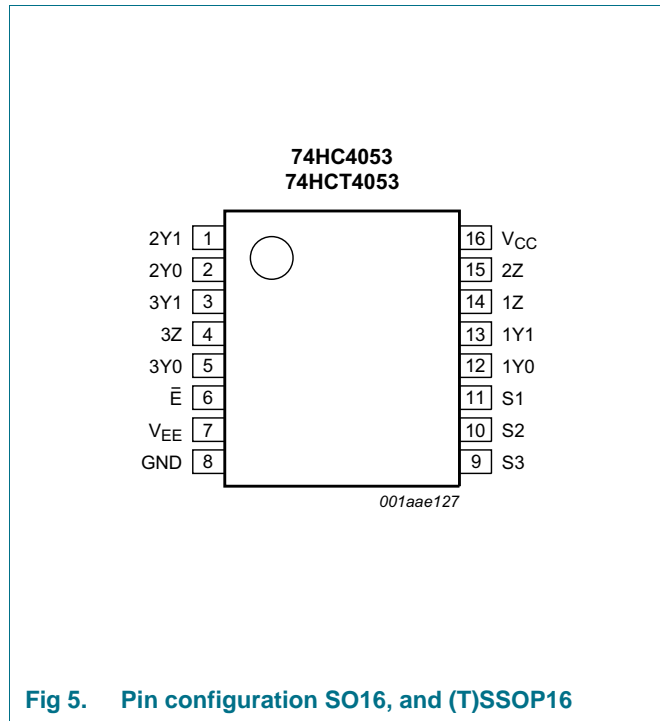 74HC4053
74HCT4053
2Y1 1 16 VCC
2Y0 2 15 2Z
3Y1 3 14 1Z
3Z 4 13 1Y1
3Y0 5 12 1Y0
Ē 6 11 S1
VEE 7 10 S2
GND 8 9 S3
001aae127
Fig 5. Pin configuration SO16, and (T)SSOP16